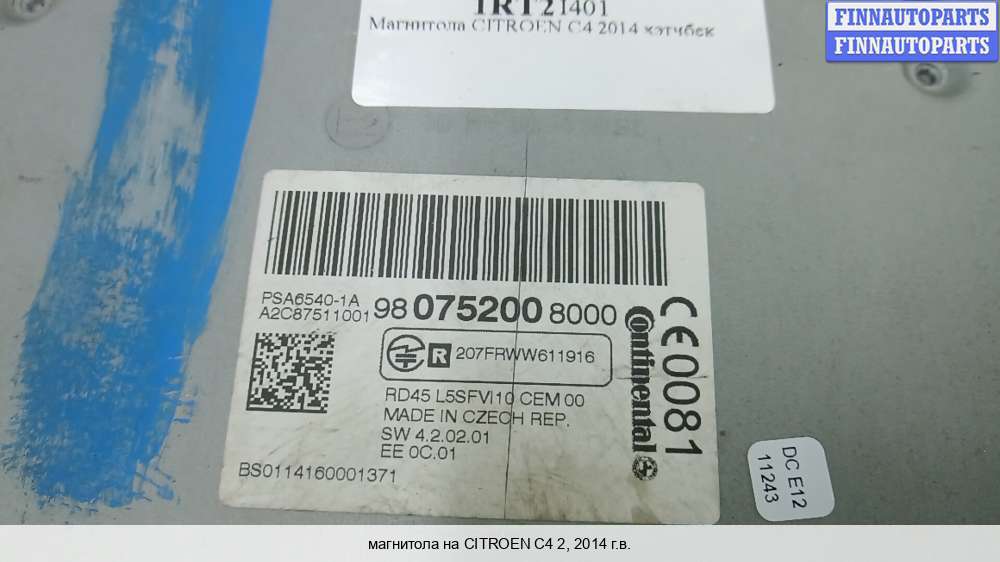 1RT21401
Магнитола CITROEN C4 2014 хэтчбек
FINNAUTOPARTS
FINNAUTOPARTS
PSA6540-1A
A2C87511001
98 075200 8000
R 207FRWW611916
RD45 L5SFVI10 CEM 00
MADE IN CZECH REP.
SW 4.2.02.01
EE 0C.01
BS0114160001371
Continental
CE0081
DC E12
11243
магнитола на CITROEN C4 2, 2014 г.в.